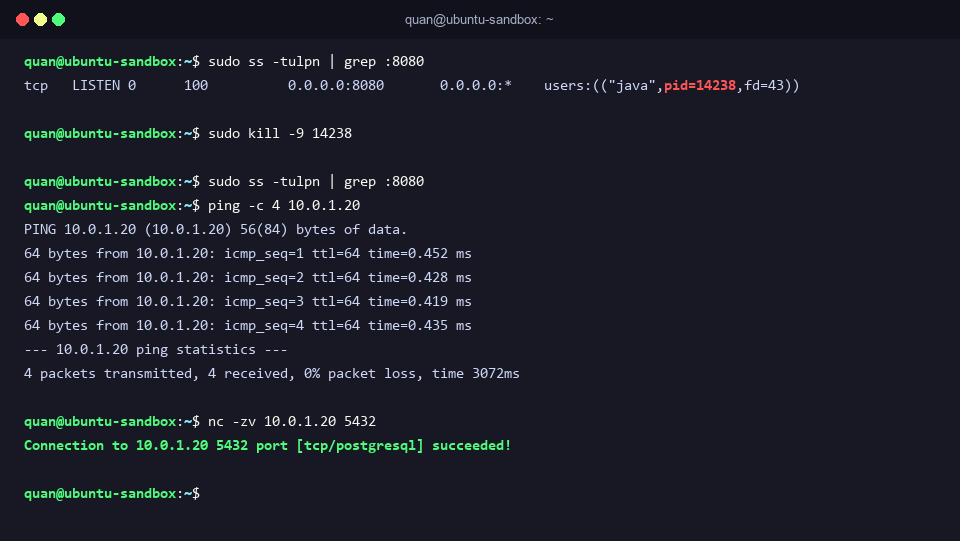 quan@ubuntu-sandbox: ~
quan@ubuntu-sandbox:~$ sudo ss -tulpn | grep :8080
tcp   LISTEN 0      100          0.0.0.0:8080       0.0.0.0:*    users:(("java",pid=14238,fd=43))
quan@ubuntu-sandbox:~$ sudo kill -9 14238
quan@ubuntu-sandbox:~$ sudo ss -tulpn | grep :8080
quan@ubuntu-sandbox:~$ ping -c 4 10.0.1.20
PING 10.0.1.20 (10.0.1.20) 56(84) bytes of data.
64 bytes from 10.0.1.20: icmp_seq=1 ttl=64 time=0.452 ms
64 bytes from 10.0.1.20: icmp_seq=2 ttl=64 time=0.428 ms
64 bytes from 10.0.1.20: icmp_seq=3 ttl=64 time=0.419 ms
64 bytes from 10.0.1.20: icmp_seq=4 ttl=64 time=0.435 ms
--- 10.0.1.20 ping statistics ---
4 packets transmitted, 4 received, 0% packet loss, time 3072ms
quan@ubuntu-sandbox:~$ nc -zv 10.0.1.20 5432
Connection to 10.0.1.20 5432 port [tcp/postgresql] succeeded!
quan@ubuntu-sandbox:~$